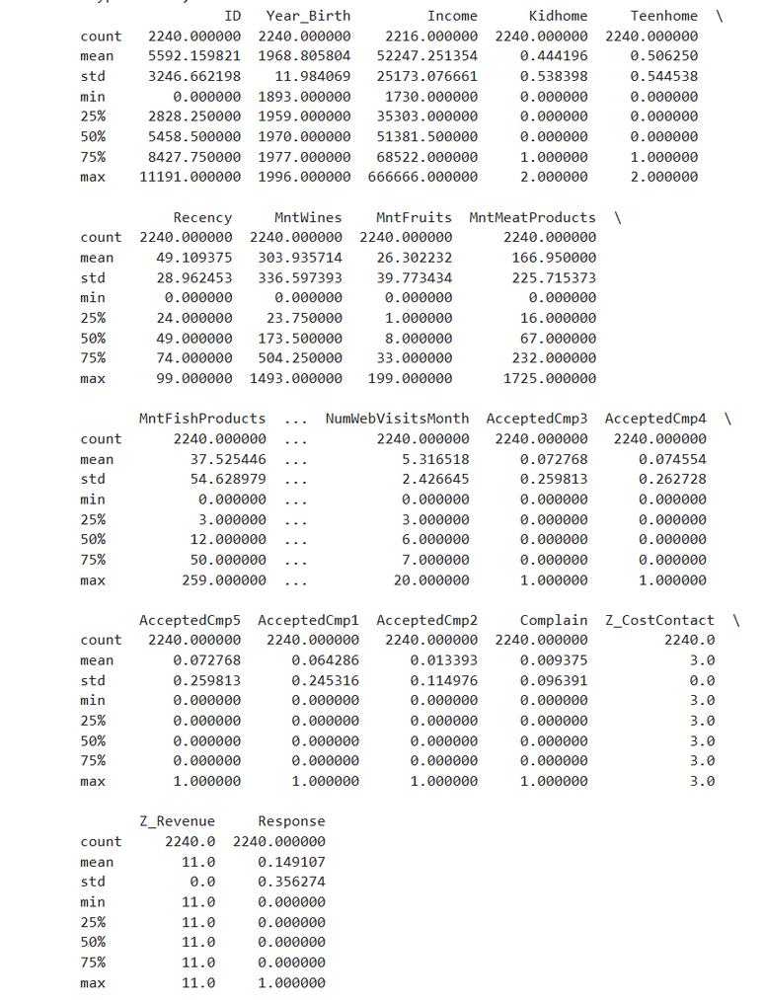 ID Year_Birth Income Kidhome Teenhome \
count 2240.000000 2240.000000 2216.000000 2240.000000 2240.000000
mean 5592.159821 1968.805804 52247.251354 0.444196 0.506250
std 3246.662198 11.984069 25173.076661 0.538398 0.544538
min 0.000000 1893.000000 1730.000000 0.000000 0.000000
25% 2828.250000 1959.000000 35303.000000 0.000000 0.000000
50% 5458.500000 1970.000000 51381.500000 0.000000 0.000000
75% 8427.750000 1977.000000 68522.000000 1.000000 1.000000
max 11191.000000 1996.000000 666666.000000 2.000000 2.000000
Recency MntWines MntFruits MntMeatProducts \
count 2240.000000 2240.000000 2240.000000 2240.000000
mean 49.109375 303.935714 26.302232 166.950000
std 28.962453 336.597393 39.773434 225.715373
min 0.000000 0.000000 0.000000 0.000000
25% 24.000000 23.750000 1.000000 16.000000
50% 49.000000 173.500000 8.000000 67.000000
75% 74.000000 504.250000 33.000000 232.000000
max 99.000000 1493.000000 199.000000 1725.000000
MntFishProducts ... NumWebVisitsMonth AcceptedCmp3 AcceptedCmp4 \
count 2240.000000 ... 2240.000000 2240.000000 2240.000000
mean 37.525446 ... 5.316518 0.072768 0.074554
std 54.628979 ... 2.426645 0.259813 0.262728
min 0.000000 ... 0.000000 0.000000 0.000000
25% 3.000000 ... 3.000000 0.000000 0.000000
50% 12.000000 ... 6.000000 0.000000 0.000000
75% 50.000000 ... 7.000000 0.000000 0.000000
max 259.000000 ... 20.000000 1.000000 1.000000
AcceptedCmp5 AcceptedCmp1 AcceptedCmp2 Complain Z_CostContact \
count 2240.000000 2240.000000 2240.000000 2240.000000 2240.0
mean 0.072768 0.064286 0.013393 0.009375 3.0
std 0.259813 0.245316 0.114976 0.096391 0.0
min 0.000000 0.000000 0.000000 0.000000 3.0
25% 0.000000 0.000000 0.000000 0.000000 3.0
50% 0.000000 0.000000 0.000000 0.000000 3.0
75% 0.000000 0.000000 0.000000 0.000000 3.0
max 1.000000 1.000000 1.000000 1.000000 3.0
Z_Revenue Response
count 2240.0 2240.000000
mean 11.0 0.149107
std 0.0 0.356274
min 11.0 0.000000
25% 11.0 0.000000
50% 11.0 0.000000
75% 11.0 0.000000
max 11.0 1.000000